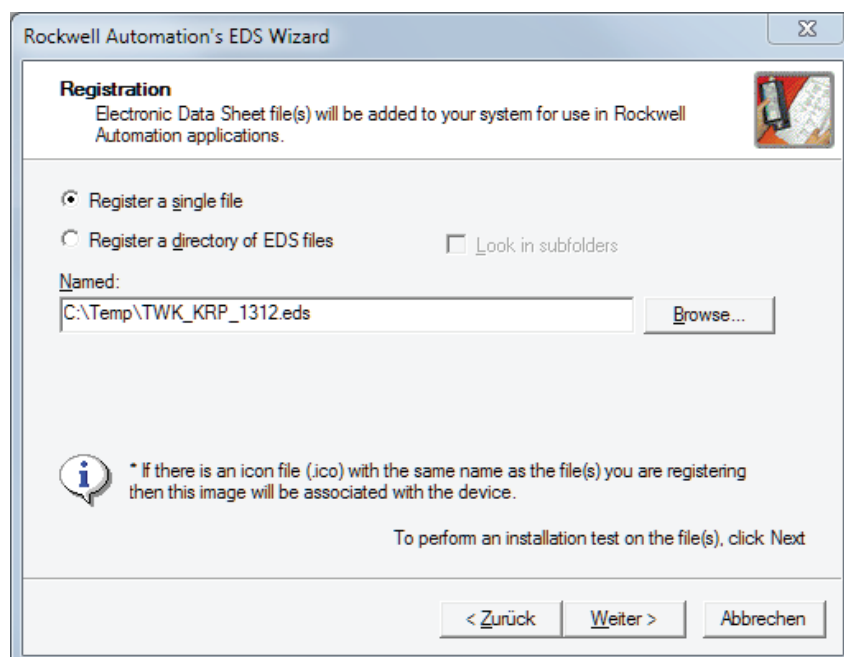 Rockwell Automation's EDS Wizard
Registration
Electronic Data Sheet file(s) will be added to your system for use in Rockwell
Automation applications.
Register a single file
Register a directory of EDS files
Look in subfolders
Named:
C:\Temp\TWK_KRP_1312.eds
Browse...
* If there is an icon file (.ico) with the same name as the file(s) you are registering
then this image will be associated with the device.
To perform an installation test on the file(s), click Next
< Zurück
Weiter >
Abbrechen